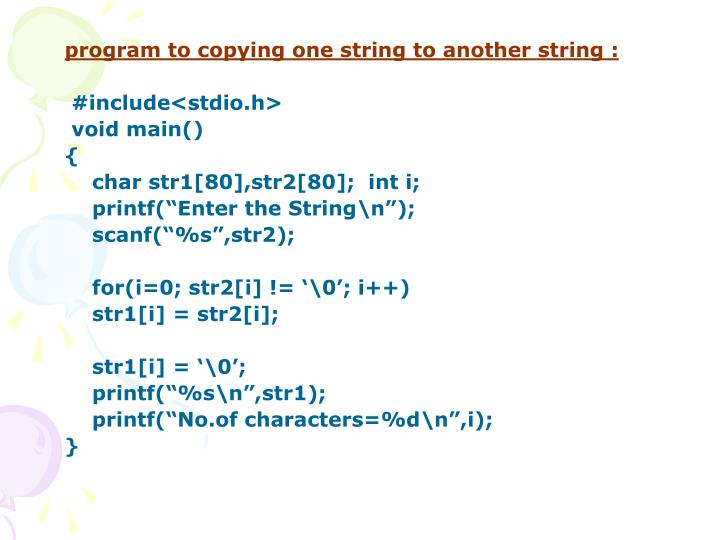 program to copying one string to another string :
#include<stdio.h>
void main()
{
char str1[80],str2[80];  int i;
printf(“Enter the String\n”);
scanf(“%s”,str2);
for(i=0; str2[i] != ‘\0’; i++)
str1[i] = str2[i];
str1[i] = ‘\0’;
printf(“%s\n”,str1);
printf(“No.of characters=%d\n”,i);
}